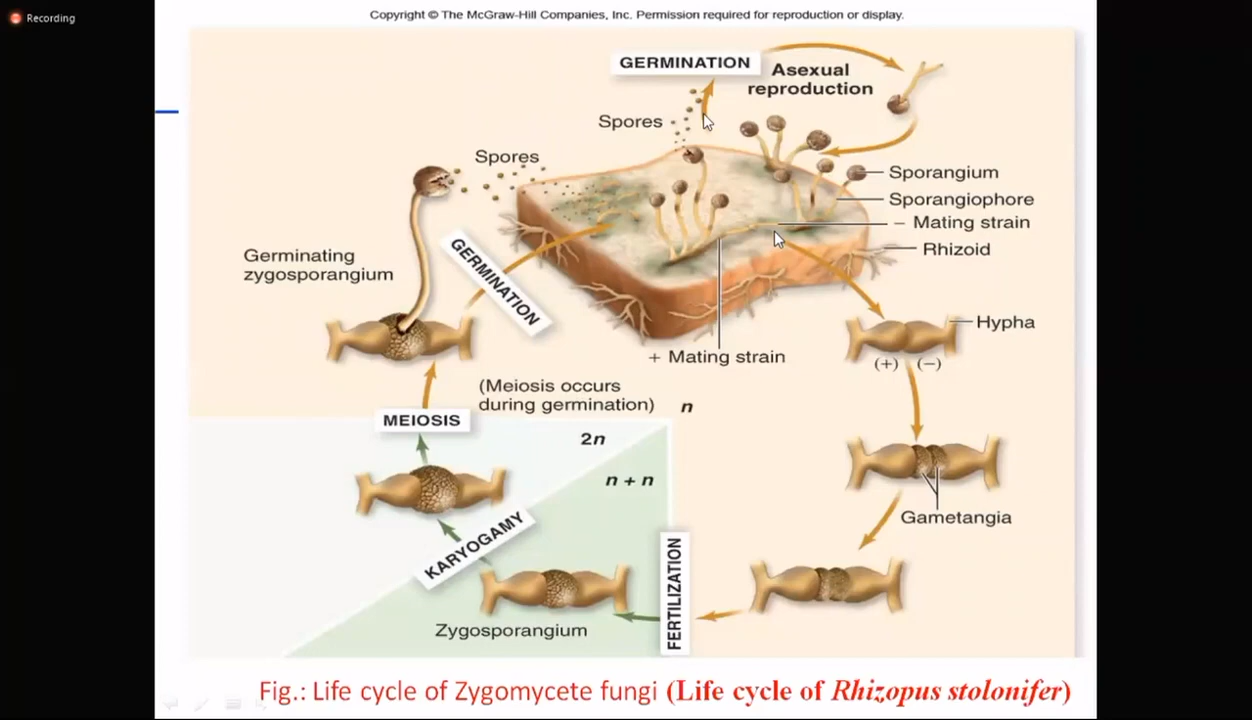 Recording
Copyright © The McGraw-Hill Companies, Inc. Permission required for reproduction or display.
GERMINATION
Asexual
reproduction
Spores
Spores
Sporangium
Sporangiophore
− Mating strain
Rhizoid
Germinating
zygosporangium
GERMINATION
Hypha
+ Mating strain
(+) (−)
(Meiosis occurs
during germination)
n
MEIOSIS
2n
n + n
Gametangia
KARYOGAMY
FERTILIZATION
Zygosporangium
Fig.: Life cycle of Zygomycete fungi (Life cycle of Rhizopus stolonifer)